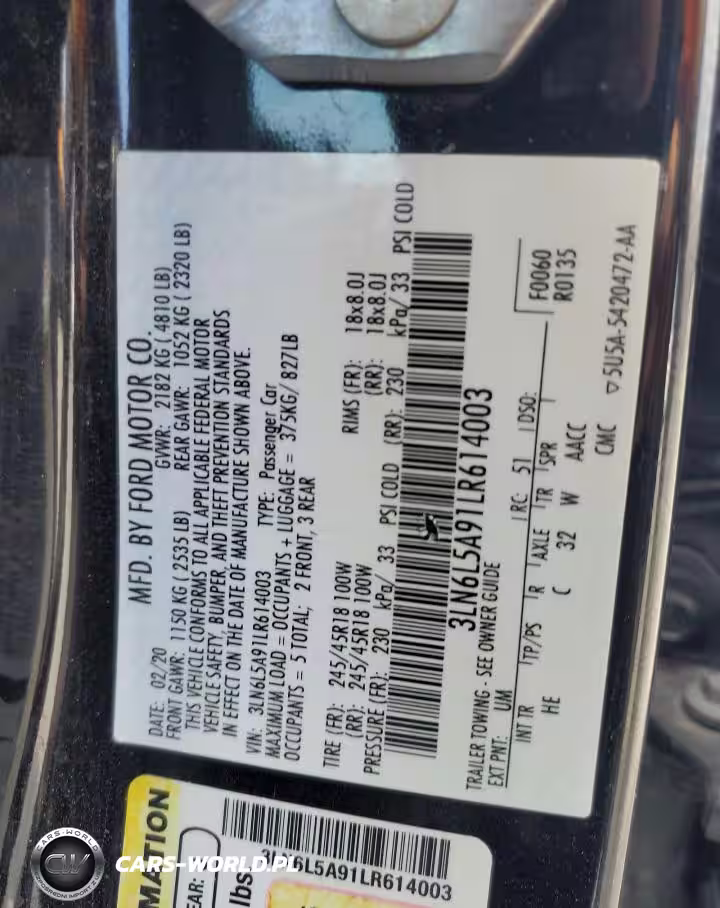 MFD. BY FORD MOTOR CO.
DATE: 02/20 GVWR: 2182 KG ( 4810 LB)
FRONT GAWR: 1150 KG ( 2535 LB) REAR GAWR: 1052 KG ( 2320 LB)
THIS VEHICLE CONFORMS TO ALL APPLICABLE FEDERAL MOTOR
VEHICLE SAFETY, BUMPER, AND THEFT PREVENTION STANDARDS
IN EFFECT ON THE DATE OF MANUFACTURE SHOWN ABOVE.
VIN: 3LN6L5A91LR614003 TYPE: Passenger Car
MAXIMUM LOAD = OCCUPANTS + LUGGAGE = 375KG/ 827LB
OCCUPANTS = 5 TOTAL; 2 FRONT, 3 REAR
TIRE (FR): 245/45R18 100W RIMS (FR): 18x8.0J
(RR): 245/45R18 100W (RR): 18x8.0J
PRESSURE (FR): 230 kPa/ 33 PSI COLD (RR): 230 kPa/ 33 PSI COLD
3LN6L5A91LR614003
TRAILER TOWING - SEE OWNER GUIDE
EXT PNT: UM RC: 51 DSO: F0060
R0135
INT TR TP/PS R AXLE TR SPR
HE C 32 W AACC
CMC
▽5U5A-5420472-AA
MATION
EAR:
lbs
3LN6L5A91LR614003
CARS-WORLD
CW
CARS-WORLD.PL